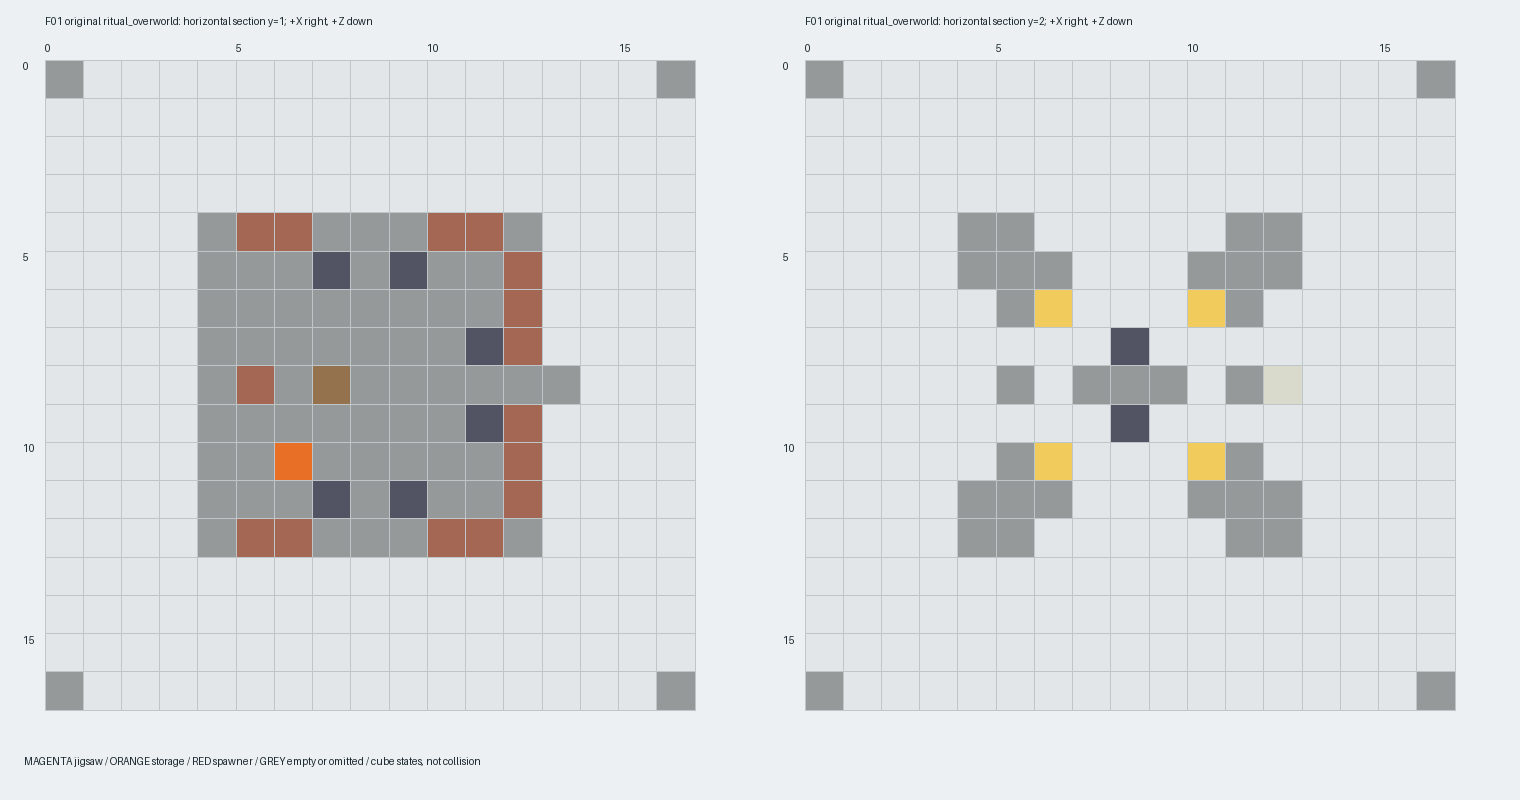 F01 original ritual_overworld: horizontal section y=1; +X right, +Z down
0 5 10 15
0
5
10
15
F01 original ritual_overworld: horizontal section y=2; +X right, +Z down
0 5 10 15
0
5
10
15
MAGENTA jigsaw / ORANGE storage / RED spawner / GREY empty or omitted / cube states, not collision